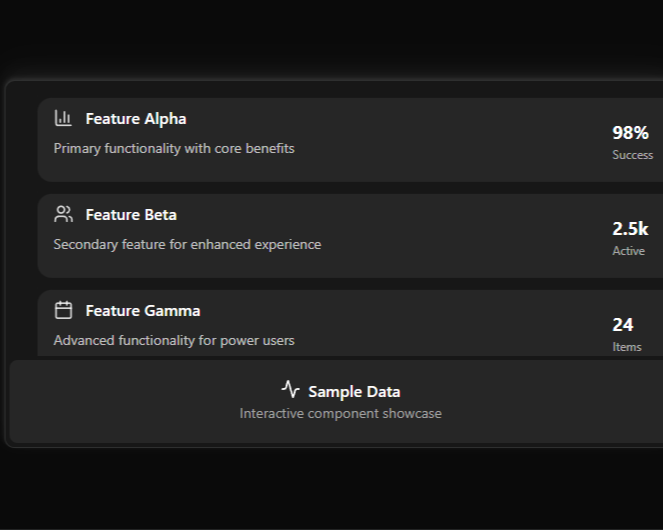 Feature Alpha
Primary functionality with core benefits
98%
Success
Feature Beta
Secondary feature for enhanced experience
2.5k
Active
Feature Gamma
Advanced functionality for power users
24
Items
Sample Data
Interactive component showcase